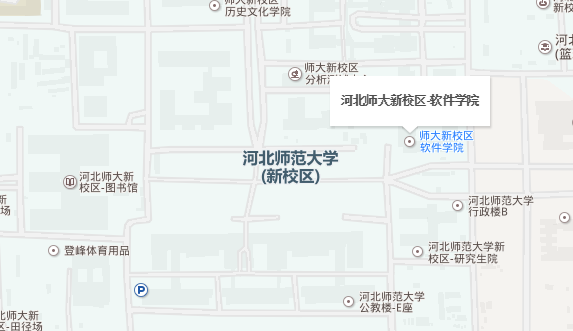 师大新校区
历史文化学院
师大新校区
河北师大新校区-软件学院
师大新校区
软件学院
河北师范大学
(新校区)
河北师大新
校区-图书馆
河北师范大学
行政楼B
登峰体育用品
河北师范大学新
校区-研究生院
P
河北师范大学
公教楼-E座
北师大新
校区-田径场
新
场
河
(篮